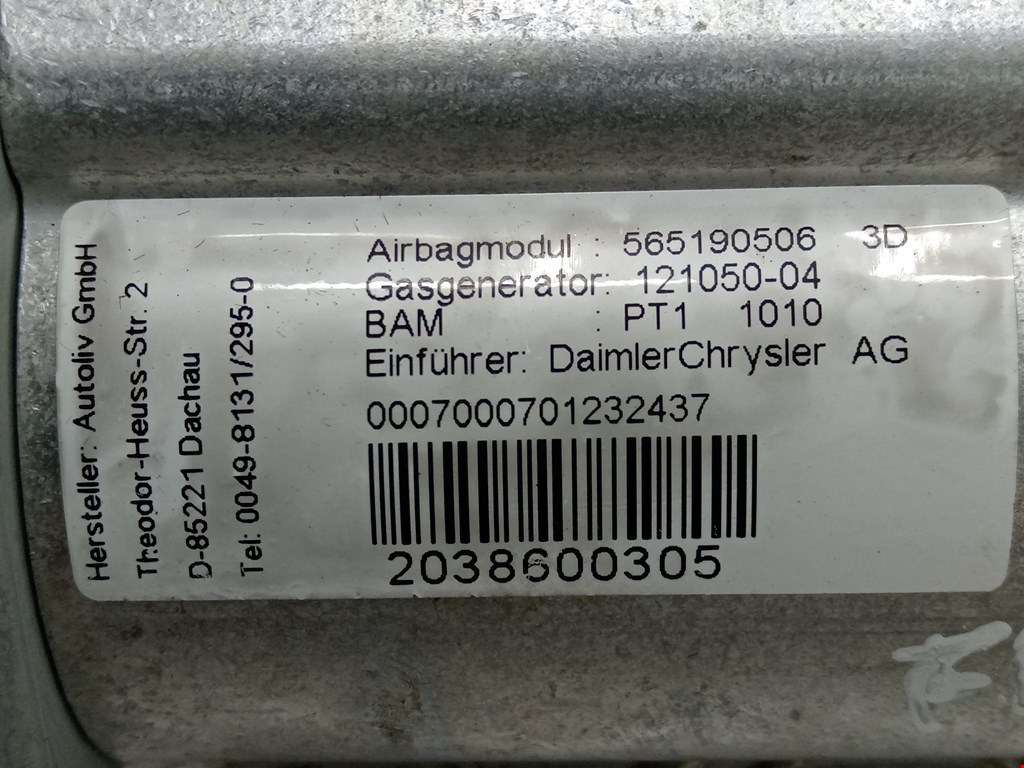 Hersteller: Autoliv GmbH
Theodor-Heuss-Str. 2
D-85221 Dachau
Tel: 0049-8131/295-0
Airbagmodul : 565190506 3D
Gasgenerator: 121050-04
BAM : PT1 1010
Einführer: DaimlerChrysler AG
0007000701232437
2038600305